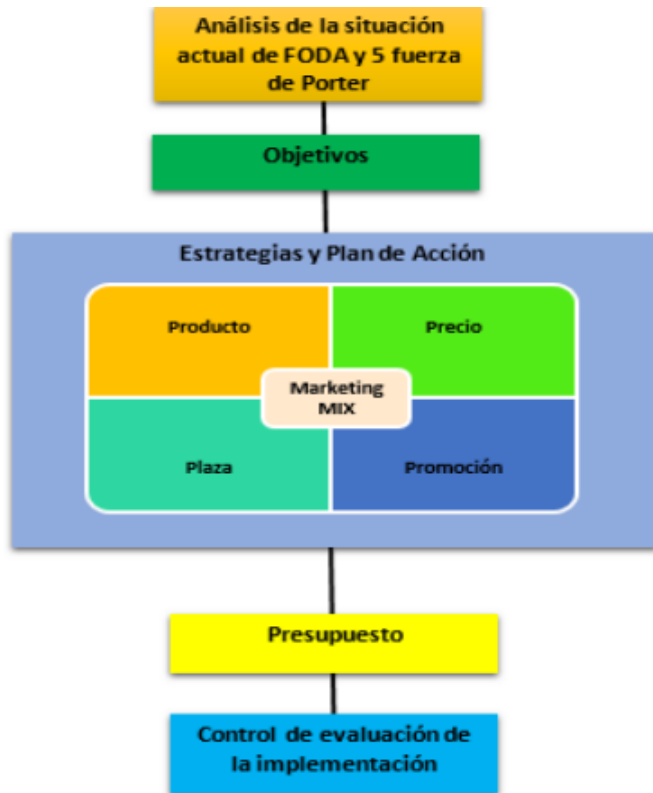 Análisis de la situación
actual de FODA y 5 fuerza
de Porter
Objetivos
Estrategias y Plan de Acción
Producto
Precio
Marketing
MIX
Plaza
Promoción
Presupuesto
Control de evaluación de
la implementación